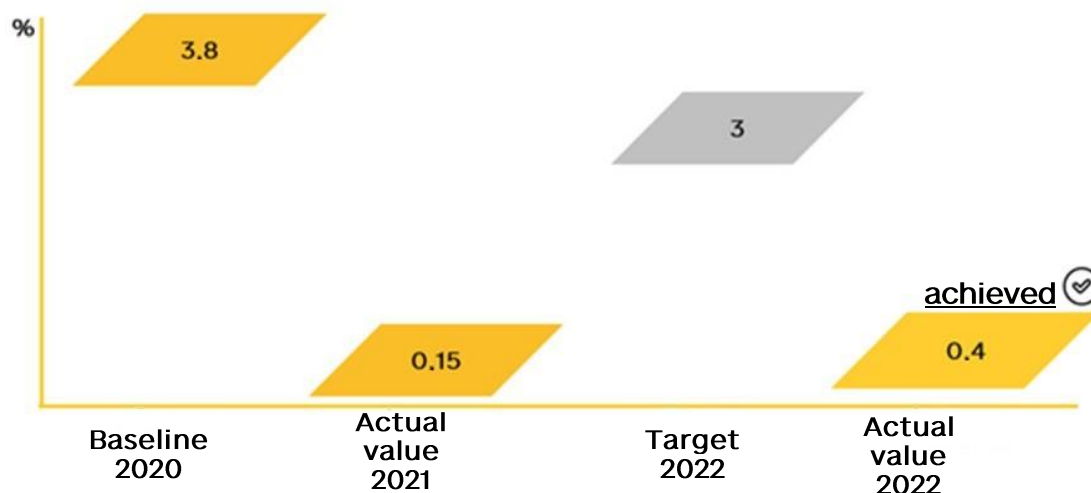 %
3.8
3
achieved
0.15
0.4
Baseline
2020
Actual
value
2021
Target
2022
Actual
value
2022